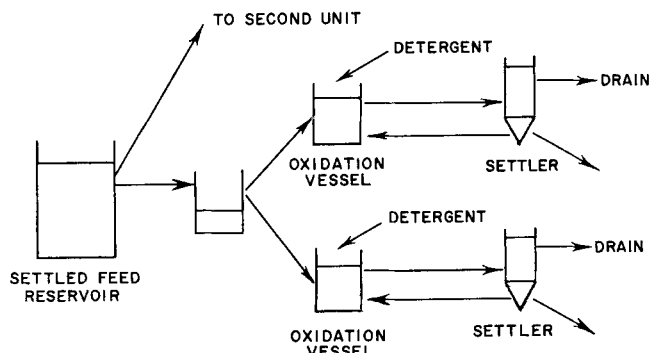 TO SECOND UNIT
DETERGENT
DRAIN
OXIDATION
VESSEL
SETTLER
SETTLED FEED
RESERVOIR
DETERGENT
DRAIN
OXIDATION
VESSEL
SETTLER